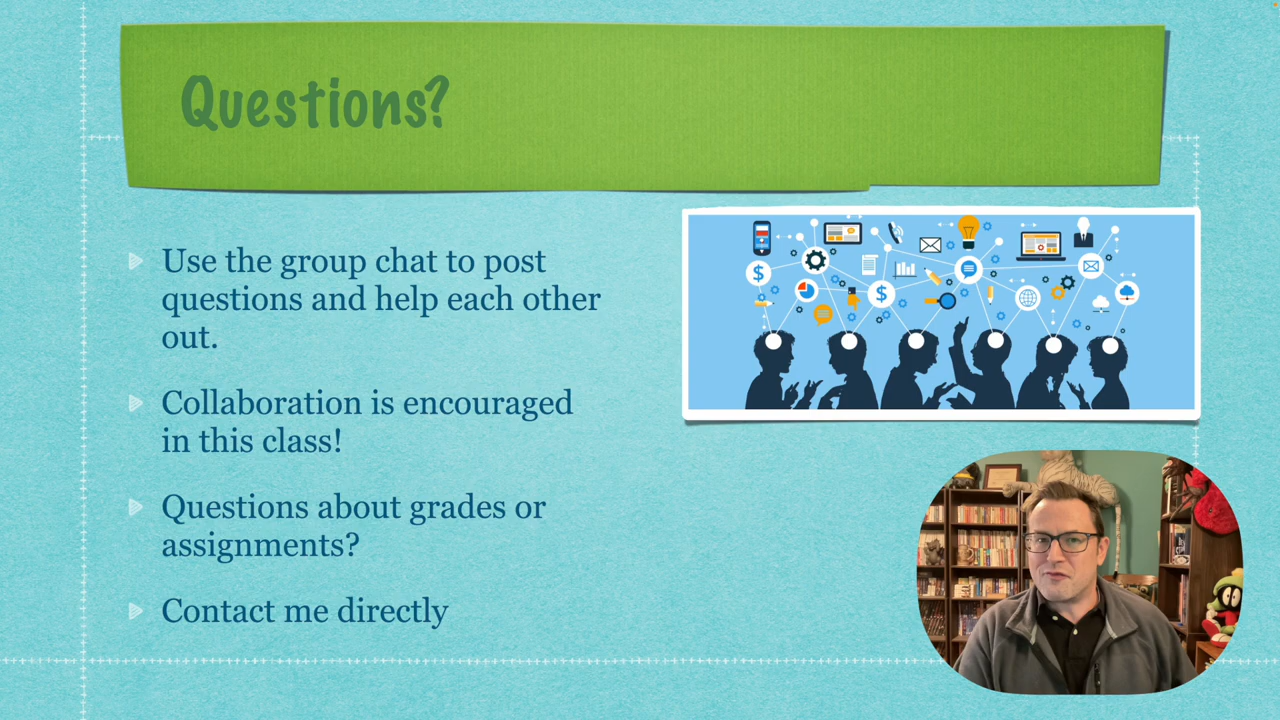 Questions?
Use the group chat to post
questions and help each other
out.
Collaboration is encouraged
in this class!
Questions about grades or
assignments?
Contact me directly
$
$